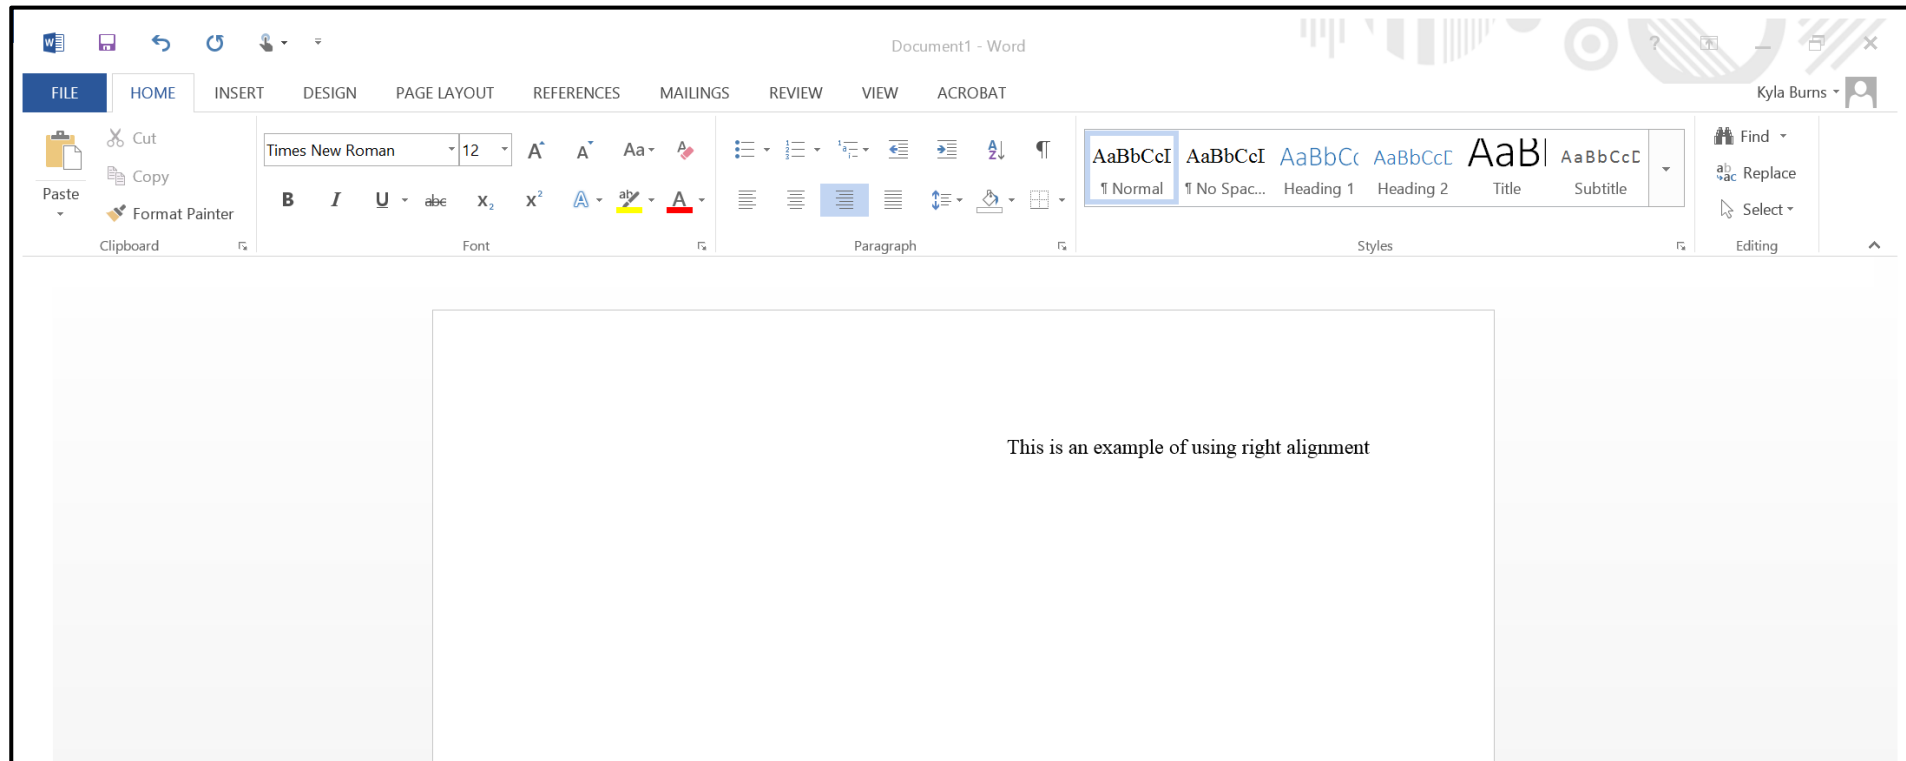 Document1 - Word
?
FILE HOME INSERT DESIGN PAGE LAYOUT REFERENCES MAILINGS REVIEW VIEW ACROBAT Kyla Burns
Paste
Cut
Copy
Format Painter
Clipboard
Times New Roman 12 A A Aa A
B I U abc X2 X2 A ab A
Font
A Z ¶
Paragraph
AaBbCcI AaBbCcI AaBbCc AaBbCcD AaB AaBbCcD
¶ Normal ¶ No Spac... Heading 1 Heading 2 Title Subtitle
Styles
Find
Replace
Select
Editing
This is an example of using right alignment